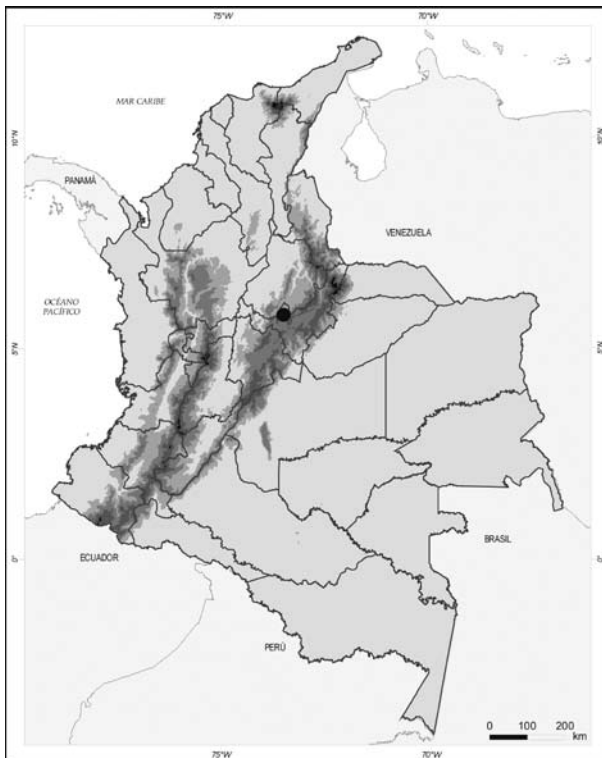 75°W
70°W
MAR CARIBE
10°N
10°N
PANAMÁ
VENEZUELA
OCÉANO
PACÍFICO
5°N
5°N
BRASIL
ECUADOR
0°
0°
PERÚ
0 100 200
km
75°W
70°W